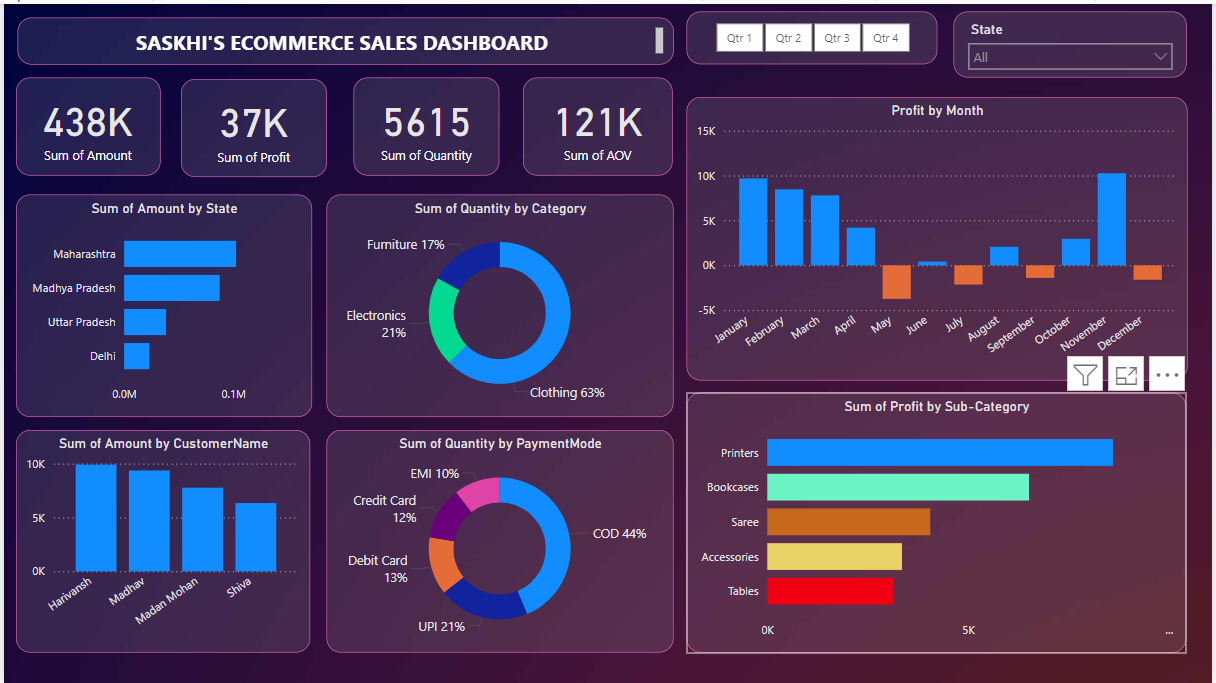 SASKHI'S ECOMMERCE SALES DASHBOARD
Qtr 1
Qtr 2
Qtr 3
Qtr 4
State
All
438K
Sum of Amount
37K
Sum of Profit
5615
Sum of Quantity
121K
Sum of AOV
Profit by Month
15K
10K
5K
0K
-5K
January
February
March
April
May
June
July
August
September
October
November
December
Sum of Amount by State
Maharashtra
Madhya Pradesh
Uttar Pradesh
Delhi
0.0M
0.1M
Sum of Quantity by Category
Furniture 17%
Electronics
21%
Clothing 63%
Sum of Amount by CustomerName
10K
5K
0K
Harivansh
Madhav
Madan Mohan
Shiva
Sum of Quantity by PaymentMode
EMI 10%
Credit Card
12%
Debit Card
13%
UPI 21%
COD 44%
Sum of Profit by Sub-Category
Printers
Bookcases
Saree
Accessories
Tables
0K
5K
...